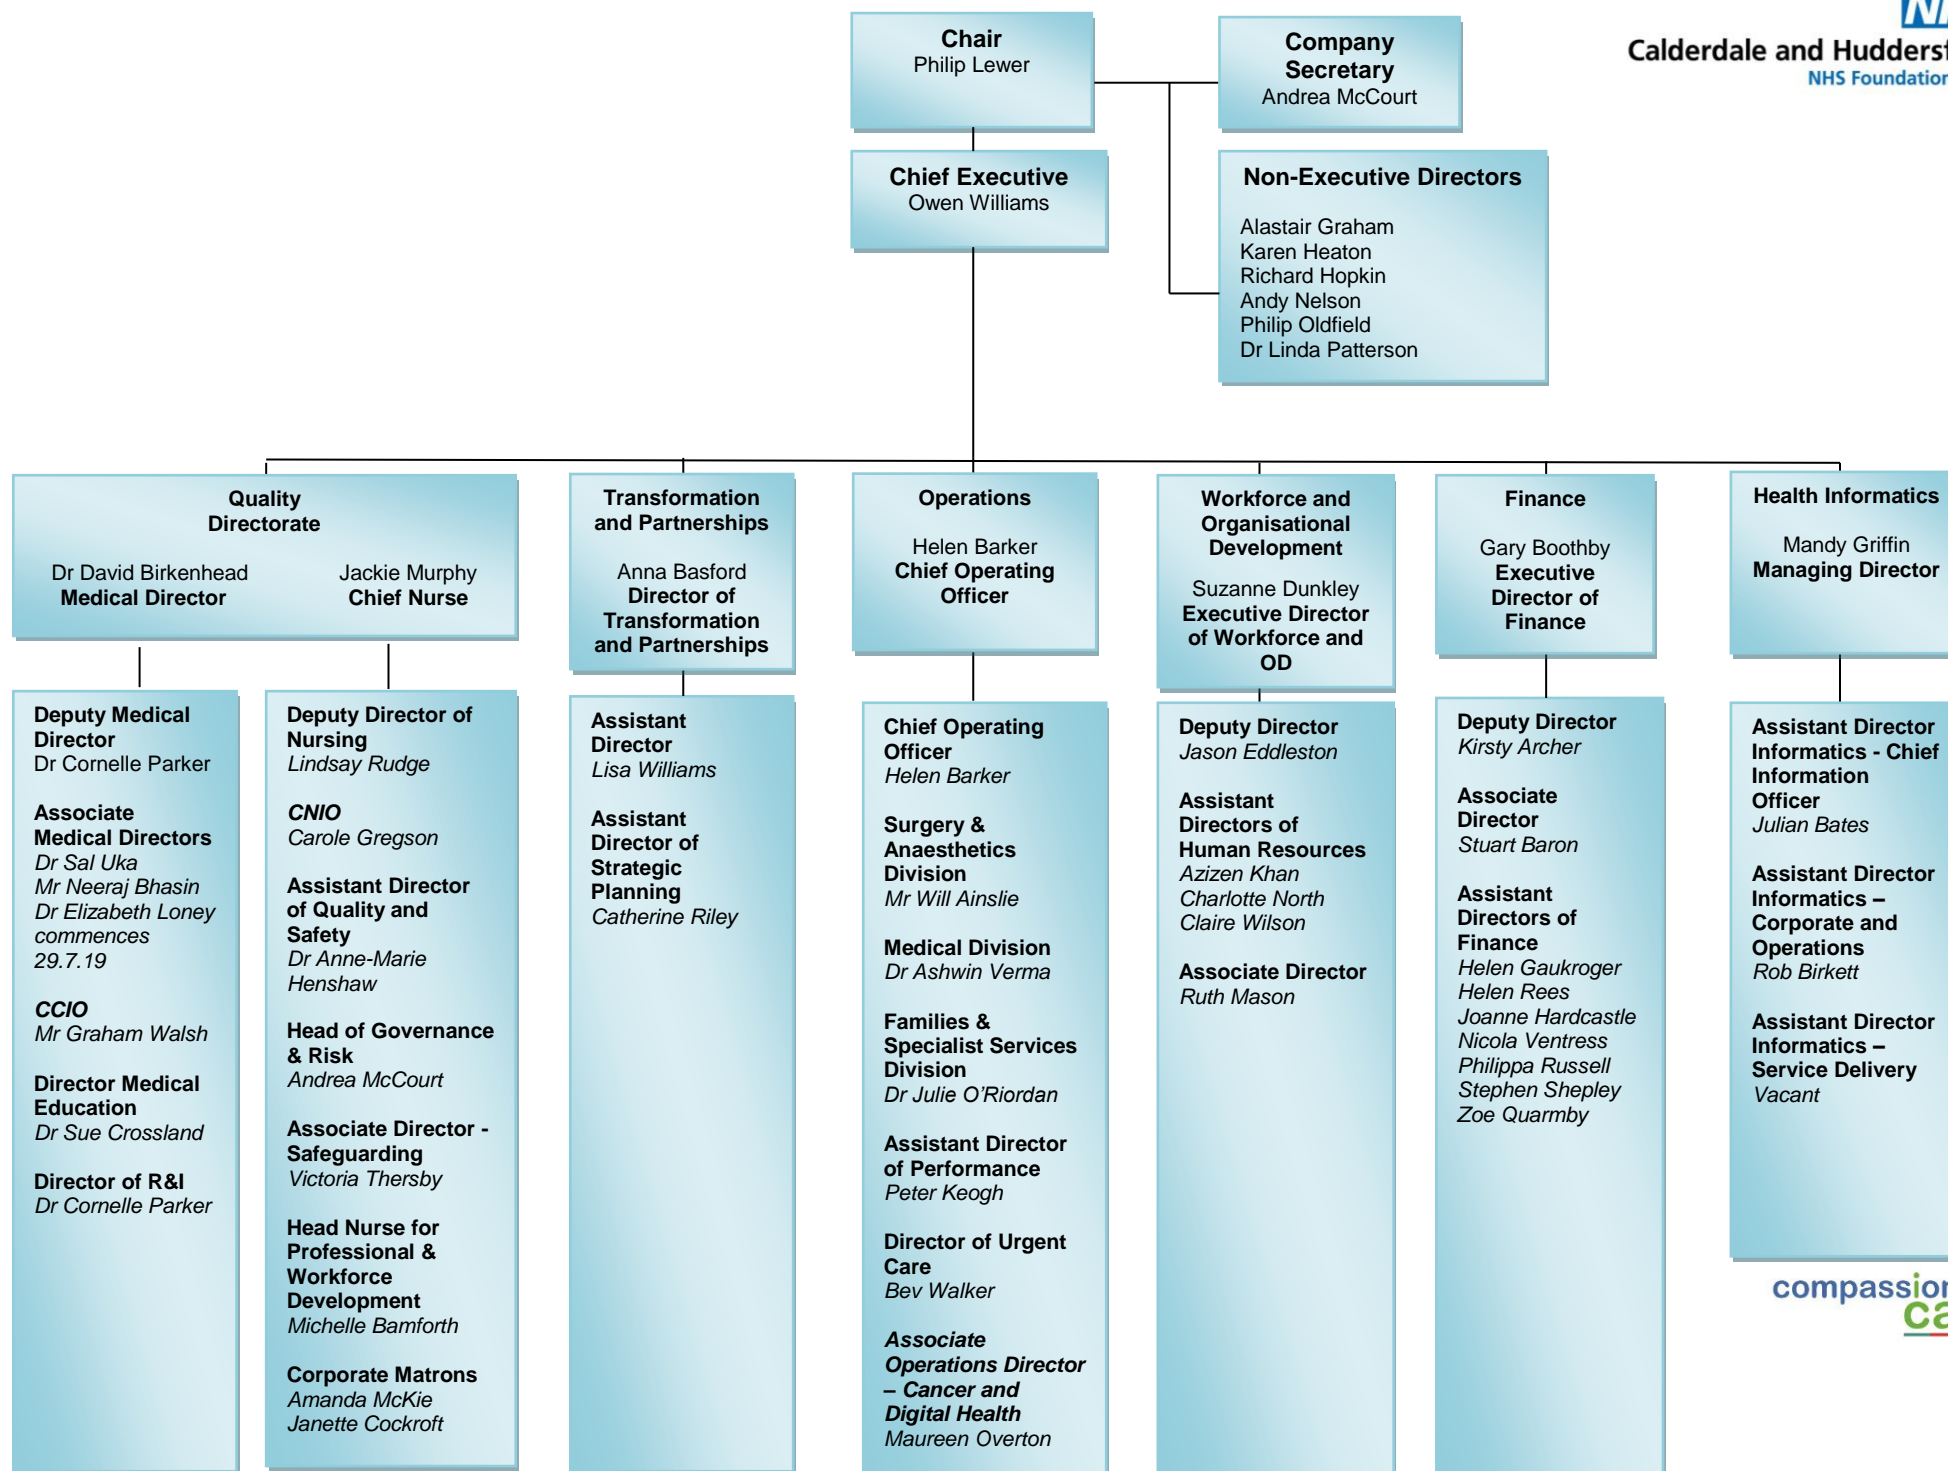 Chair
Philip Lewer
Company
Secretary
Andrea McCourt
Calderdale and Huddersf
NHS Foundation
Chief Executive
Owen Williams
Non-Executive Directors
Alastair Graham
Karen Heaton
Richard Hopkin
Andy Nelson
Philip Oldfield
Dr Linda Patterson
Quality
Directorate
Dr David Birkenhead
Medical Director
Jackie Murphy
Chief Nurse
Transformation
and Partnerships
Anna Basford
Director of
Transformation
and Partnerships
Operations
Helen Barker
Chief Operating
Officer
Workforce and
Organisational
Development
Suzanne Dunkley
Executive Director
of Workforce and
OD
Finance
Gary Boothby
Executive
Director of
Finance
Health Informatics
Mandy Griffin
Managing Director
Deputy Medical
Director
Dr Cornelle Parker
Associate
Medical Directors
Dr Sal Uka
Mr Neeraj Bhasin
Dr Elizabeth Loney
commences
29.7.19
CCIO
Mr Graham Walsh
Director Medical
Education
Dr Sue Crossland
Director of R&I
Dr Cornelle Parker
Deputy Director of
Nursing
Lindsay Rudge
CNIO
Carole Gregson
Assistant Director
of Quality and
Safety
Dr Anne-Marie
Henshaw
Head of Governance
& Risk
Andrea McCourt
Associate Director -
Safeguarding
Victoria Thersby
Head Nurse for
Professional &
Workforce
Development
Michelle Bamforth
Corporate Matrons
Amanda McKie
Janette Cockroft
Assistant
Director
Lisa Williams
Assistant
Director of
Strategic
Planning
Catherine Riley
Chief Operating
Officer
Helen Barker
Surgery &
Anaesthetics
Division
Mr Will Ainslie
Medical Division
Dr Ashwin Verma
Families &
Specialist Services
Division
Dr Julie O'Riordan
Assistant Director
of Performance
Peter Keogh
Director of Urgent
Care
Bev Walker
Associate
Operations Director
– Cancer and
Digital Health
Maureen Overton
Deputy Director
Jason Eddleston
Assistant
Directors of
Human Resources
Azizen Khan
Charlotte North
Claire Wilson
Associate Director
Ruth Mason
Deputy Director
Kirsty Archer
Associate
Director
Stuart Baron
Assistant
Directors of
Finance
Helen Gaukroger
Helen Rees
Joanne Hardcastle
Nicola Ventress
Philippa Russell
Stephen Shepley
Zoe Quarmby
Assistant Director
Informatics - Chief
Information
Officer
Julian Bates
Assistant Director
Informatics –
Corporate and
Operations
Rob Birkett
Assistant Director
Informatics –
Service Delivery
Vacant